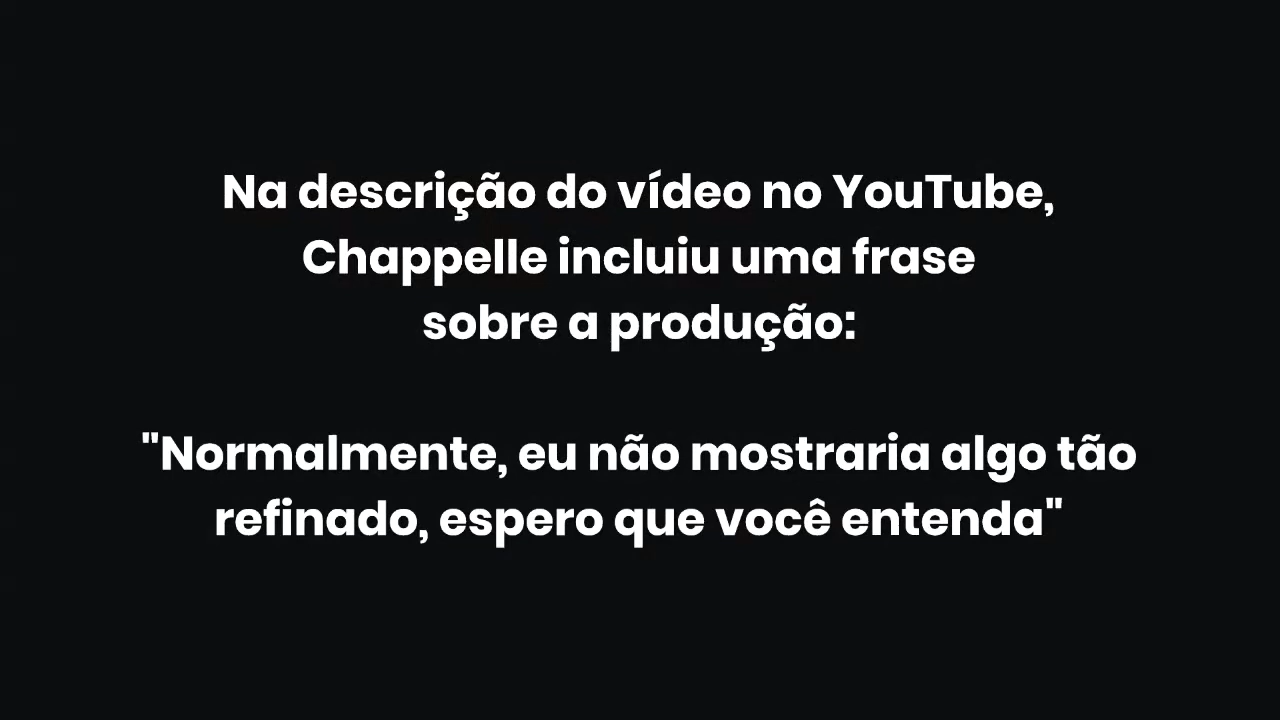 Na descrição do vídeo no YouTube,
Chappelle incluiu uma frase
sobre a produção:
"Normalmente, eu não mostraria algo tão
refinado, espero que você entenda"